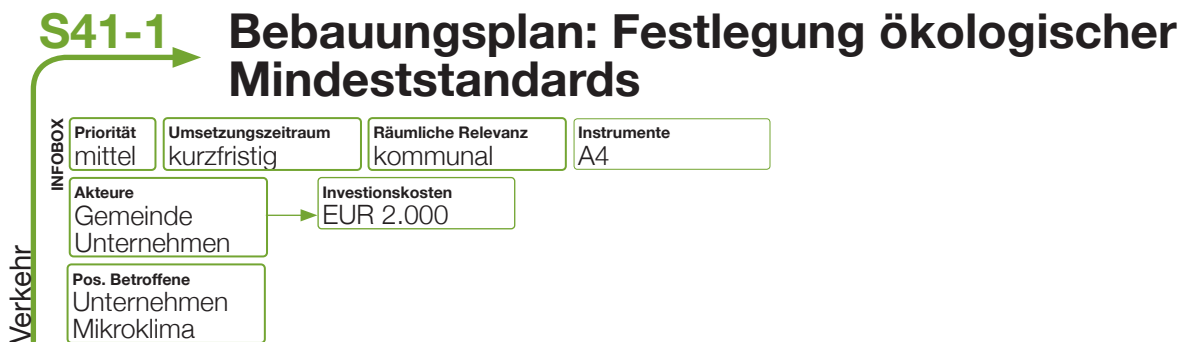 S41-1
Bebauungsplan: Festlegung ökologischer
Mindeststandards
INFOBOX
Priorität
mittel
Umsetzungszeitraum
kurzfristig
Räumliche Relevanz
kommunal
Instrumente
A4
Akteure
Gemeinde
Unternehmen
Investionskosten
EUR 2.000
Pos. Betroffene
Unternehmen
Mikroklima
Verkehr